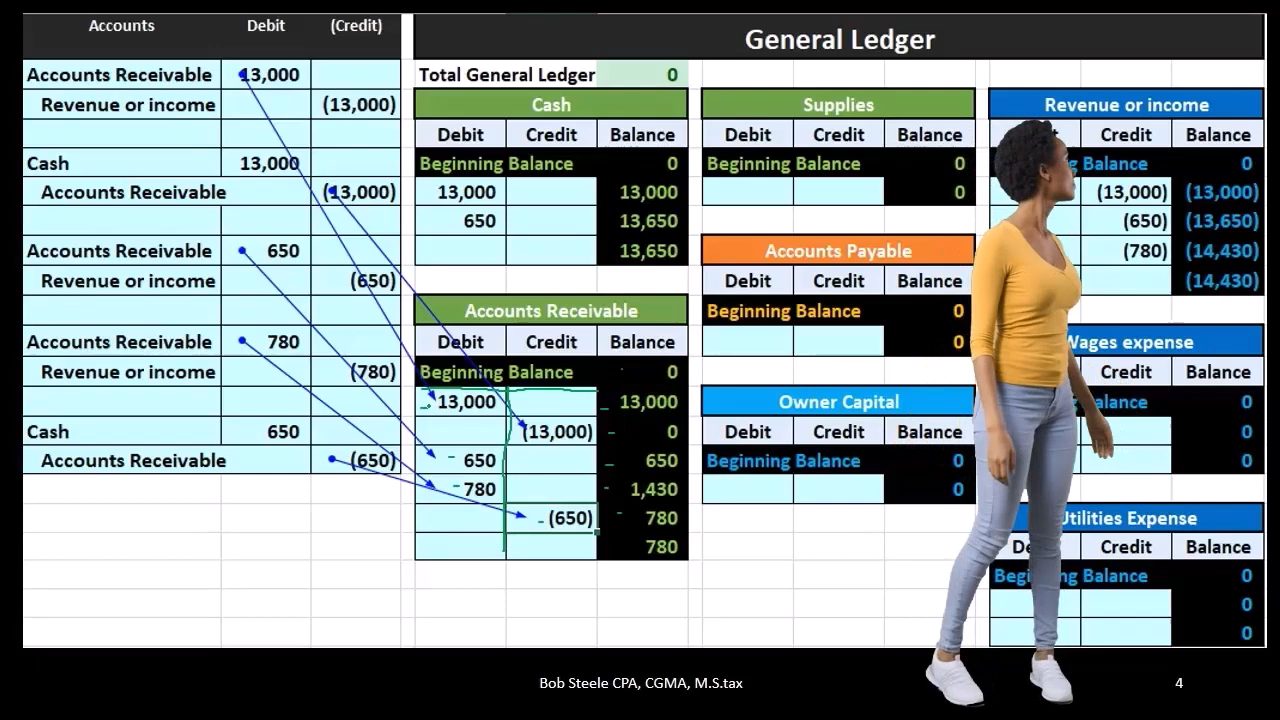 Accounts Debit (Credit)
Accounts Receivable 13,000
Revenue or income (13,000)
Cash 13,000
Accounts Receivable (13,000)
Accounts Receivable 650
Revenue or income (650)
Accounts Receivable 780
Revenue or income (780)
Cash 650
Accounts Receivable (650)
General Ledger
Total General Ledger 0
Cash
Debit Credit Balance
Beginning Balance 0
13,000 13,000
650 13,650
13,650
Accounts Receivable
Debit Credit Balance
Beginning Balance 0
13,000 13,000
(13,000) 0
650 650
780 1,430
(650) 780
780
Supplies
Debit Credit Balance
Beginning Balance 0
0
Accounts Payable
Debit Credit Balance
Beginning Balance 0
0
Owner Capital
Debit Credit Balance
Beginning Balance 0
0
Revenue or income
Credit Balance
Balance 0
(13,000) (13,000)
(650) (13,650)
(780) (14,430)
(14,430)
Wages expense
Credit Balance
0
0
0
Utilities Expense
Credit Balance
Balance 0
0
0
Bob Steele CPA, CGMA, M.S.tax
4